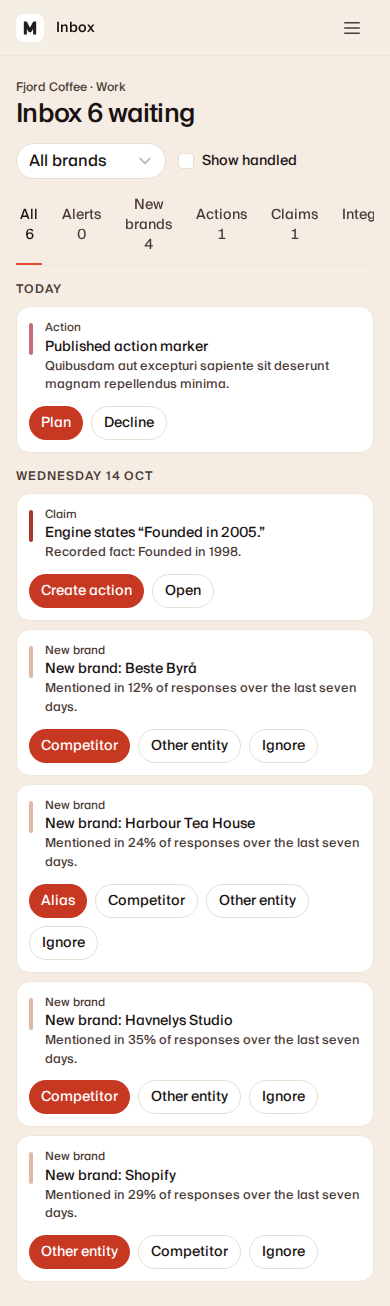 M Inbox
Fjord Coffee · Work
Inbox 6 waiting
All brands
Show handled
All 6
Alerts 0
New brands 4
Actions 1
Claims 1
Integ
TODAY
Action
Published action marker
Quibusdam aut excepturi sapiente sit deserunt
magnam repellendus minima.
Plan Decline
WEDNESDAY 14 OCT
Claim
Engine states “Founded in 2005.”
Recorded fact: Founded in 1998.
Create action Open
New brand
New brand: Beste Byrå
Mentioned in 12% of responses over the last seven
days.
Competitor Other entity Ignore
New brand
New brand: Harbour Tea House
Mentioned in 24% of responses over the last seven
days.
Alias Competitor Other entity
Ignore
New brand
New brand: Havnelys Studio
Mentioned in 35% of responses over the last seven
days.
Competitor Other entity Ignore
New brand
New brand: Shopify
Mentioned in 29% of responses over the last seven
days.
Other entity Competitor Ignore